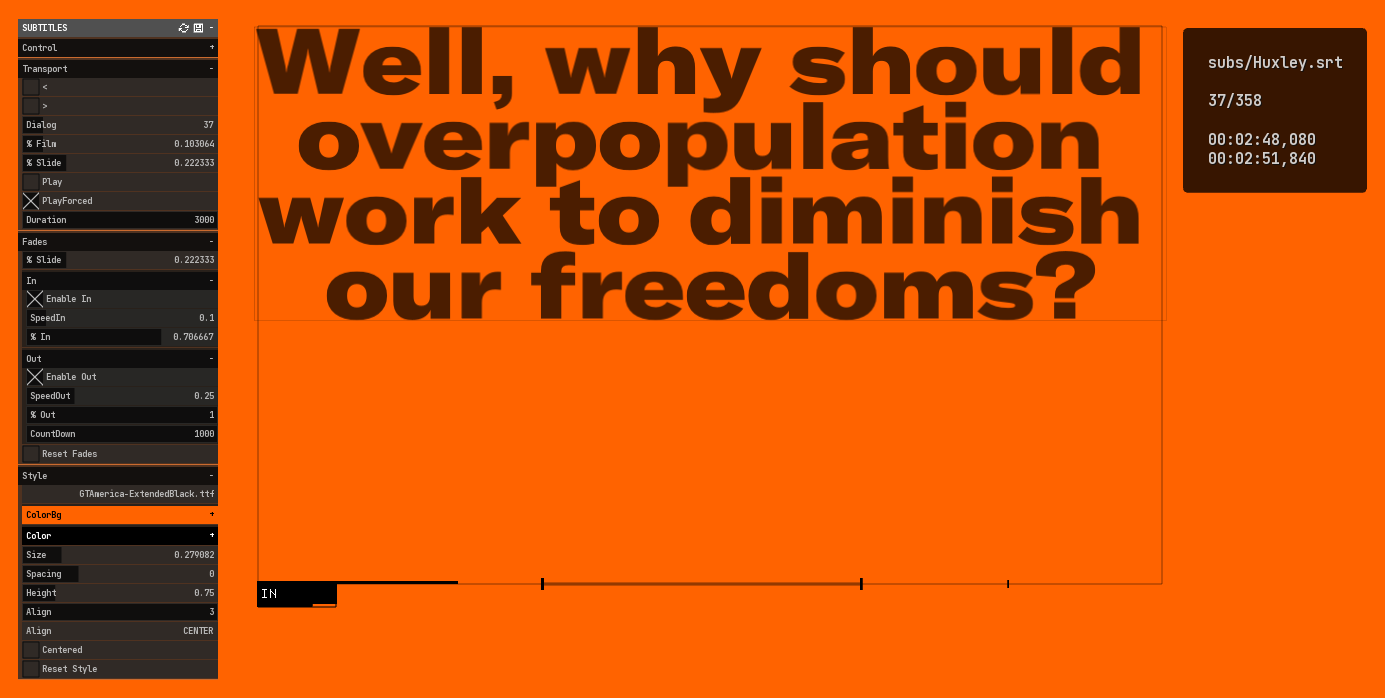 SUBTITLES -
Control +
Transport -
<
>
Dialog 37
% Film 0.103064
% Slide 0.222333
Play
PlayForced
Duration 3000
Fades -
% Slide 0.222333
In -
Enable In
SpeedIn 0.1
% In 0.706667
Out -
Enable Out
SpeedOut 0.25
% Out 1
CountDown 1000
Reset Fades
Style -
GTAmerica-ExtendedBlack.ttf
ColorBg +
Color +
Size 0.279082
Spacing 0
Height 0.75
Align 3
Align CENTER
Centered
Reset Style
Well, why should
overpopulation
work to diminish
our freedoms?
IN
subs/Huxley.srt
37/358
00:02:48,080
00:02:51,840